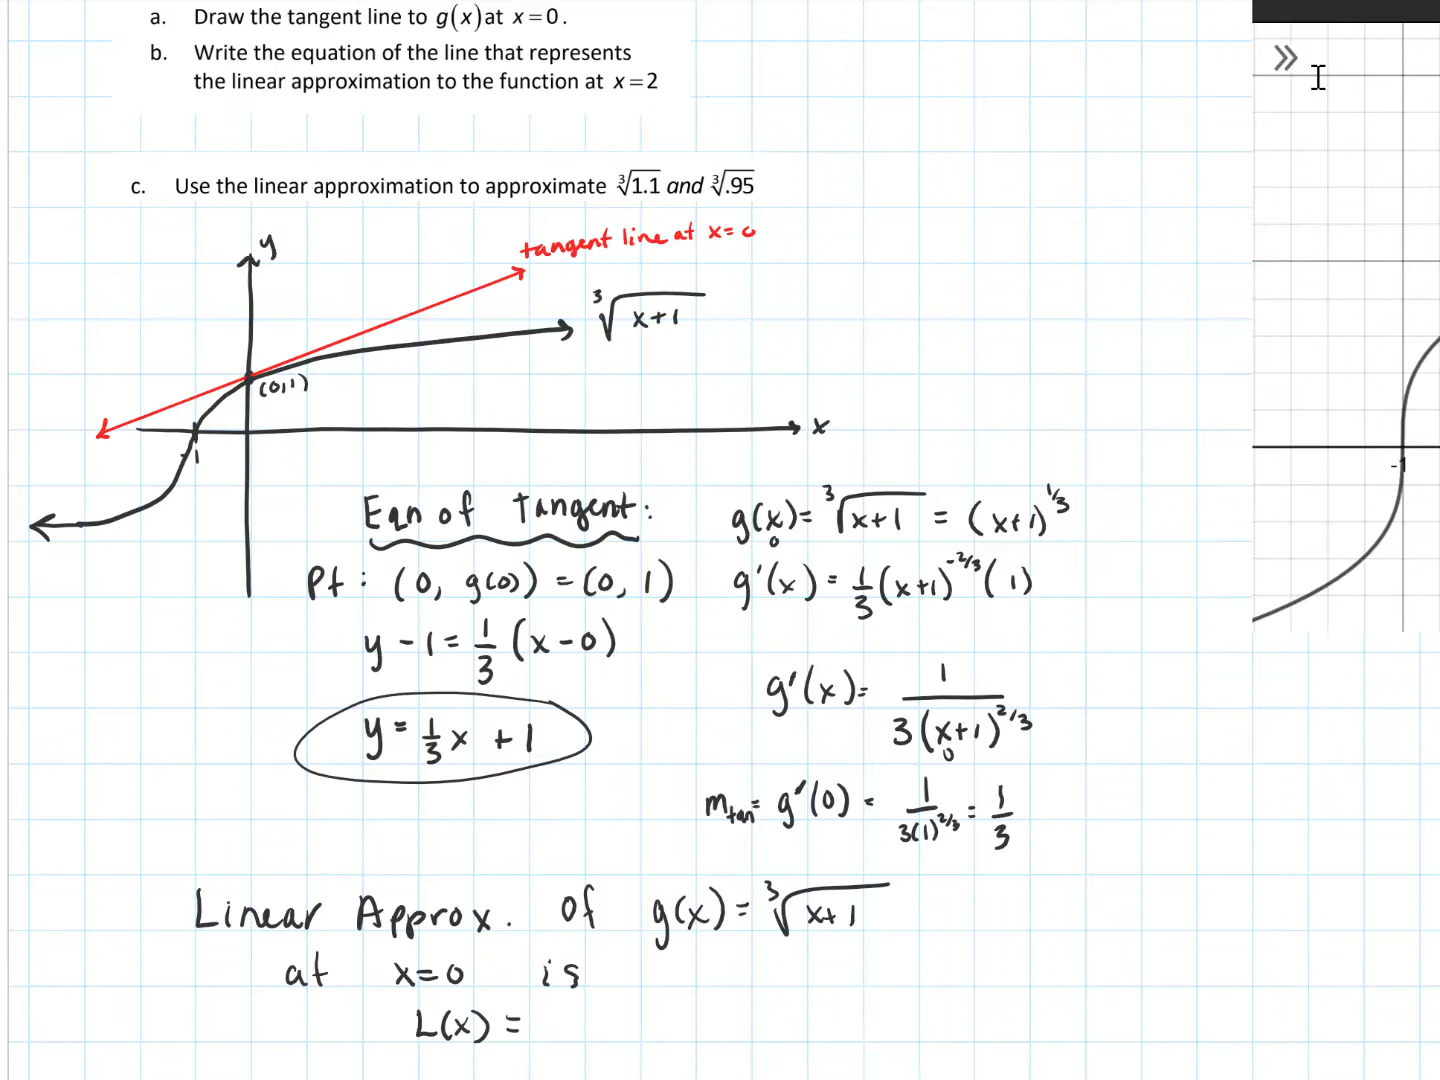 a. Draw the tangent line to g(x) at x=0.
b. Write the equation of the line that represents
the linear approximation to the function at x=2
c. Use the linear approximation to approximate ∛1.1 and ∛.95
tangent line at x=0
y
∛(x+1)
(0,1)
x
-1
-1
Eqn of Tangent:
g(x)= ∛(x+1) = (x+1)^1/3
0
Pt: (0, g(0)) = (0, 1)
g'(x) = 1/3 (x+1)^-2/3 (1)
y - 1 = 1/3 (x - 0)
g'(x) = 1/(3(x+1)^2/3)
0
y = 1/3 x + 1
m_tan = g'(0) = 1/(3(1)^2/3) = 1/3
Linear Approx. of g(x) = ∛(x+1)
at x=0 is
L(x) =